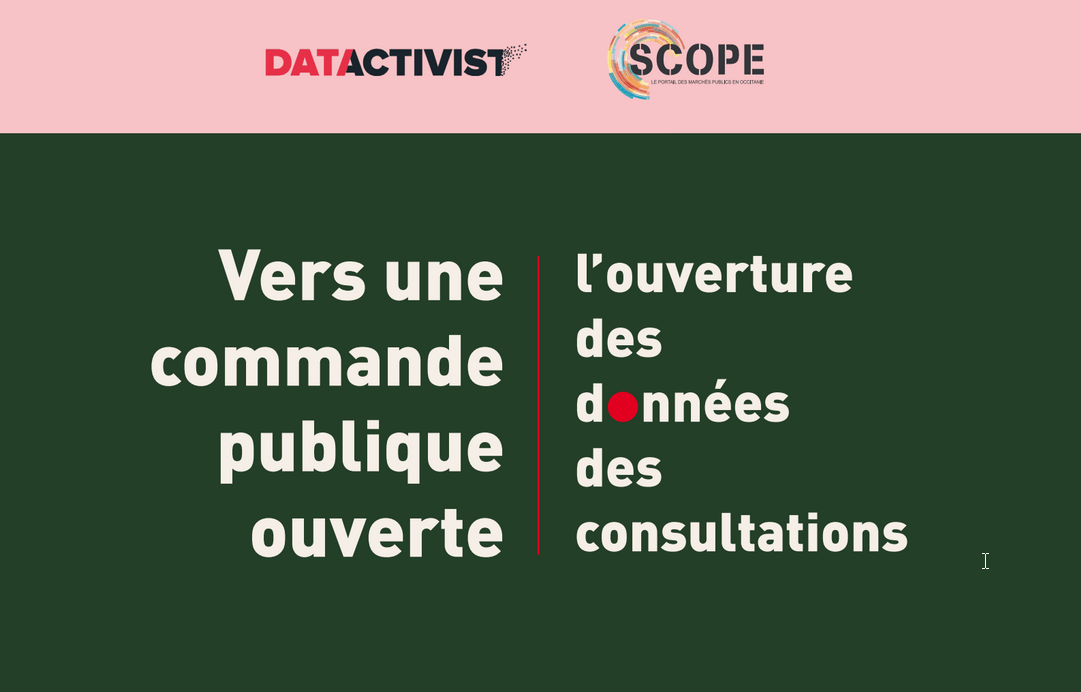 DATACTIVIST
SCOPE
LE PORTAIL DES MARCHÉS PUBLICS EN OCCITANIE
Vers une
commande
publique
ouverte
l’ouverture
des
données
des
consultations